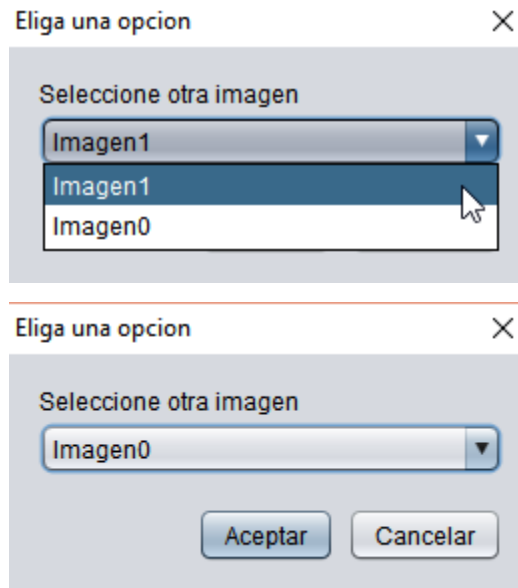 Eliga una opcion
Seleccione otra imagen
Imagen1
Imagen1
Imagen0
Eliga una opcion
Seleccione otra imagen
Imagen0
Aceptar Cancelar